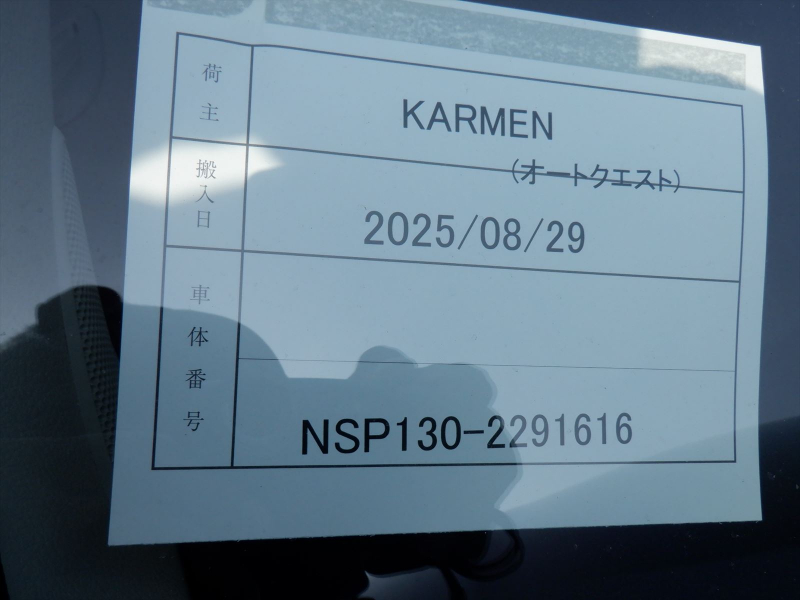 荷主
KARMEN
(オートクエスト)
搬入日
2025/08/29
車体番号
NSP130-2291616